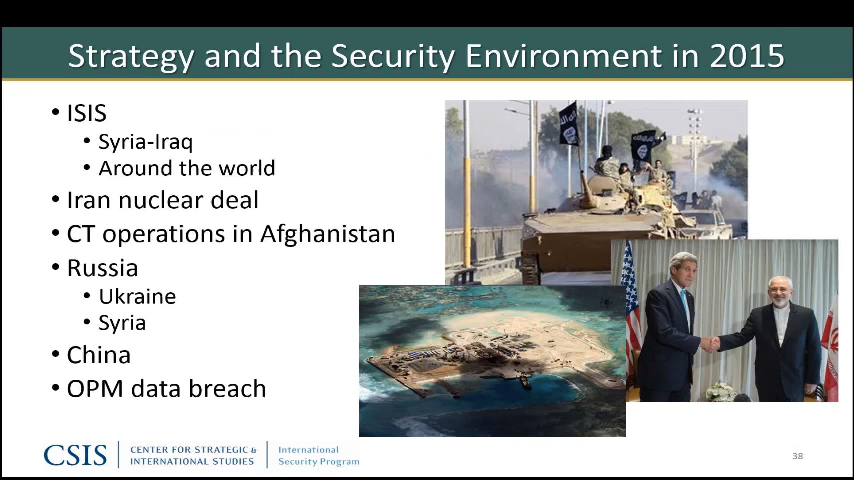 Strategy and the Security Environment in 2015
• ISIS
• Syria-Iraq
• Around the world
• Iran nuclear deal
• CT operations in Afghanistan
• Russia
• Ukraine
• Syria
• China
• OPM data breach
CSIS
CENTER FOR STRATEGIC &
INTERNATIONAL STUDIES
International
Security Program
38